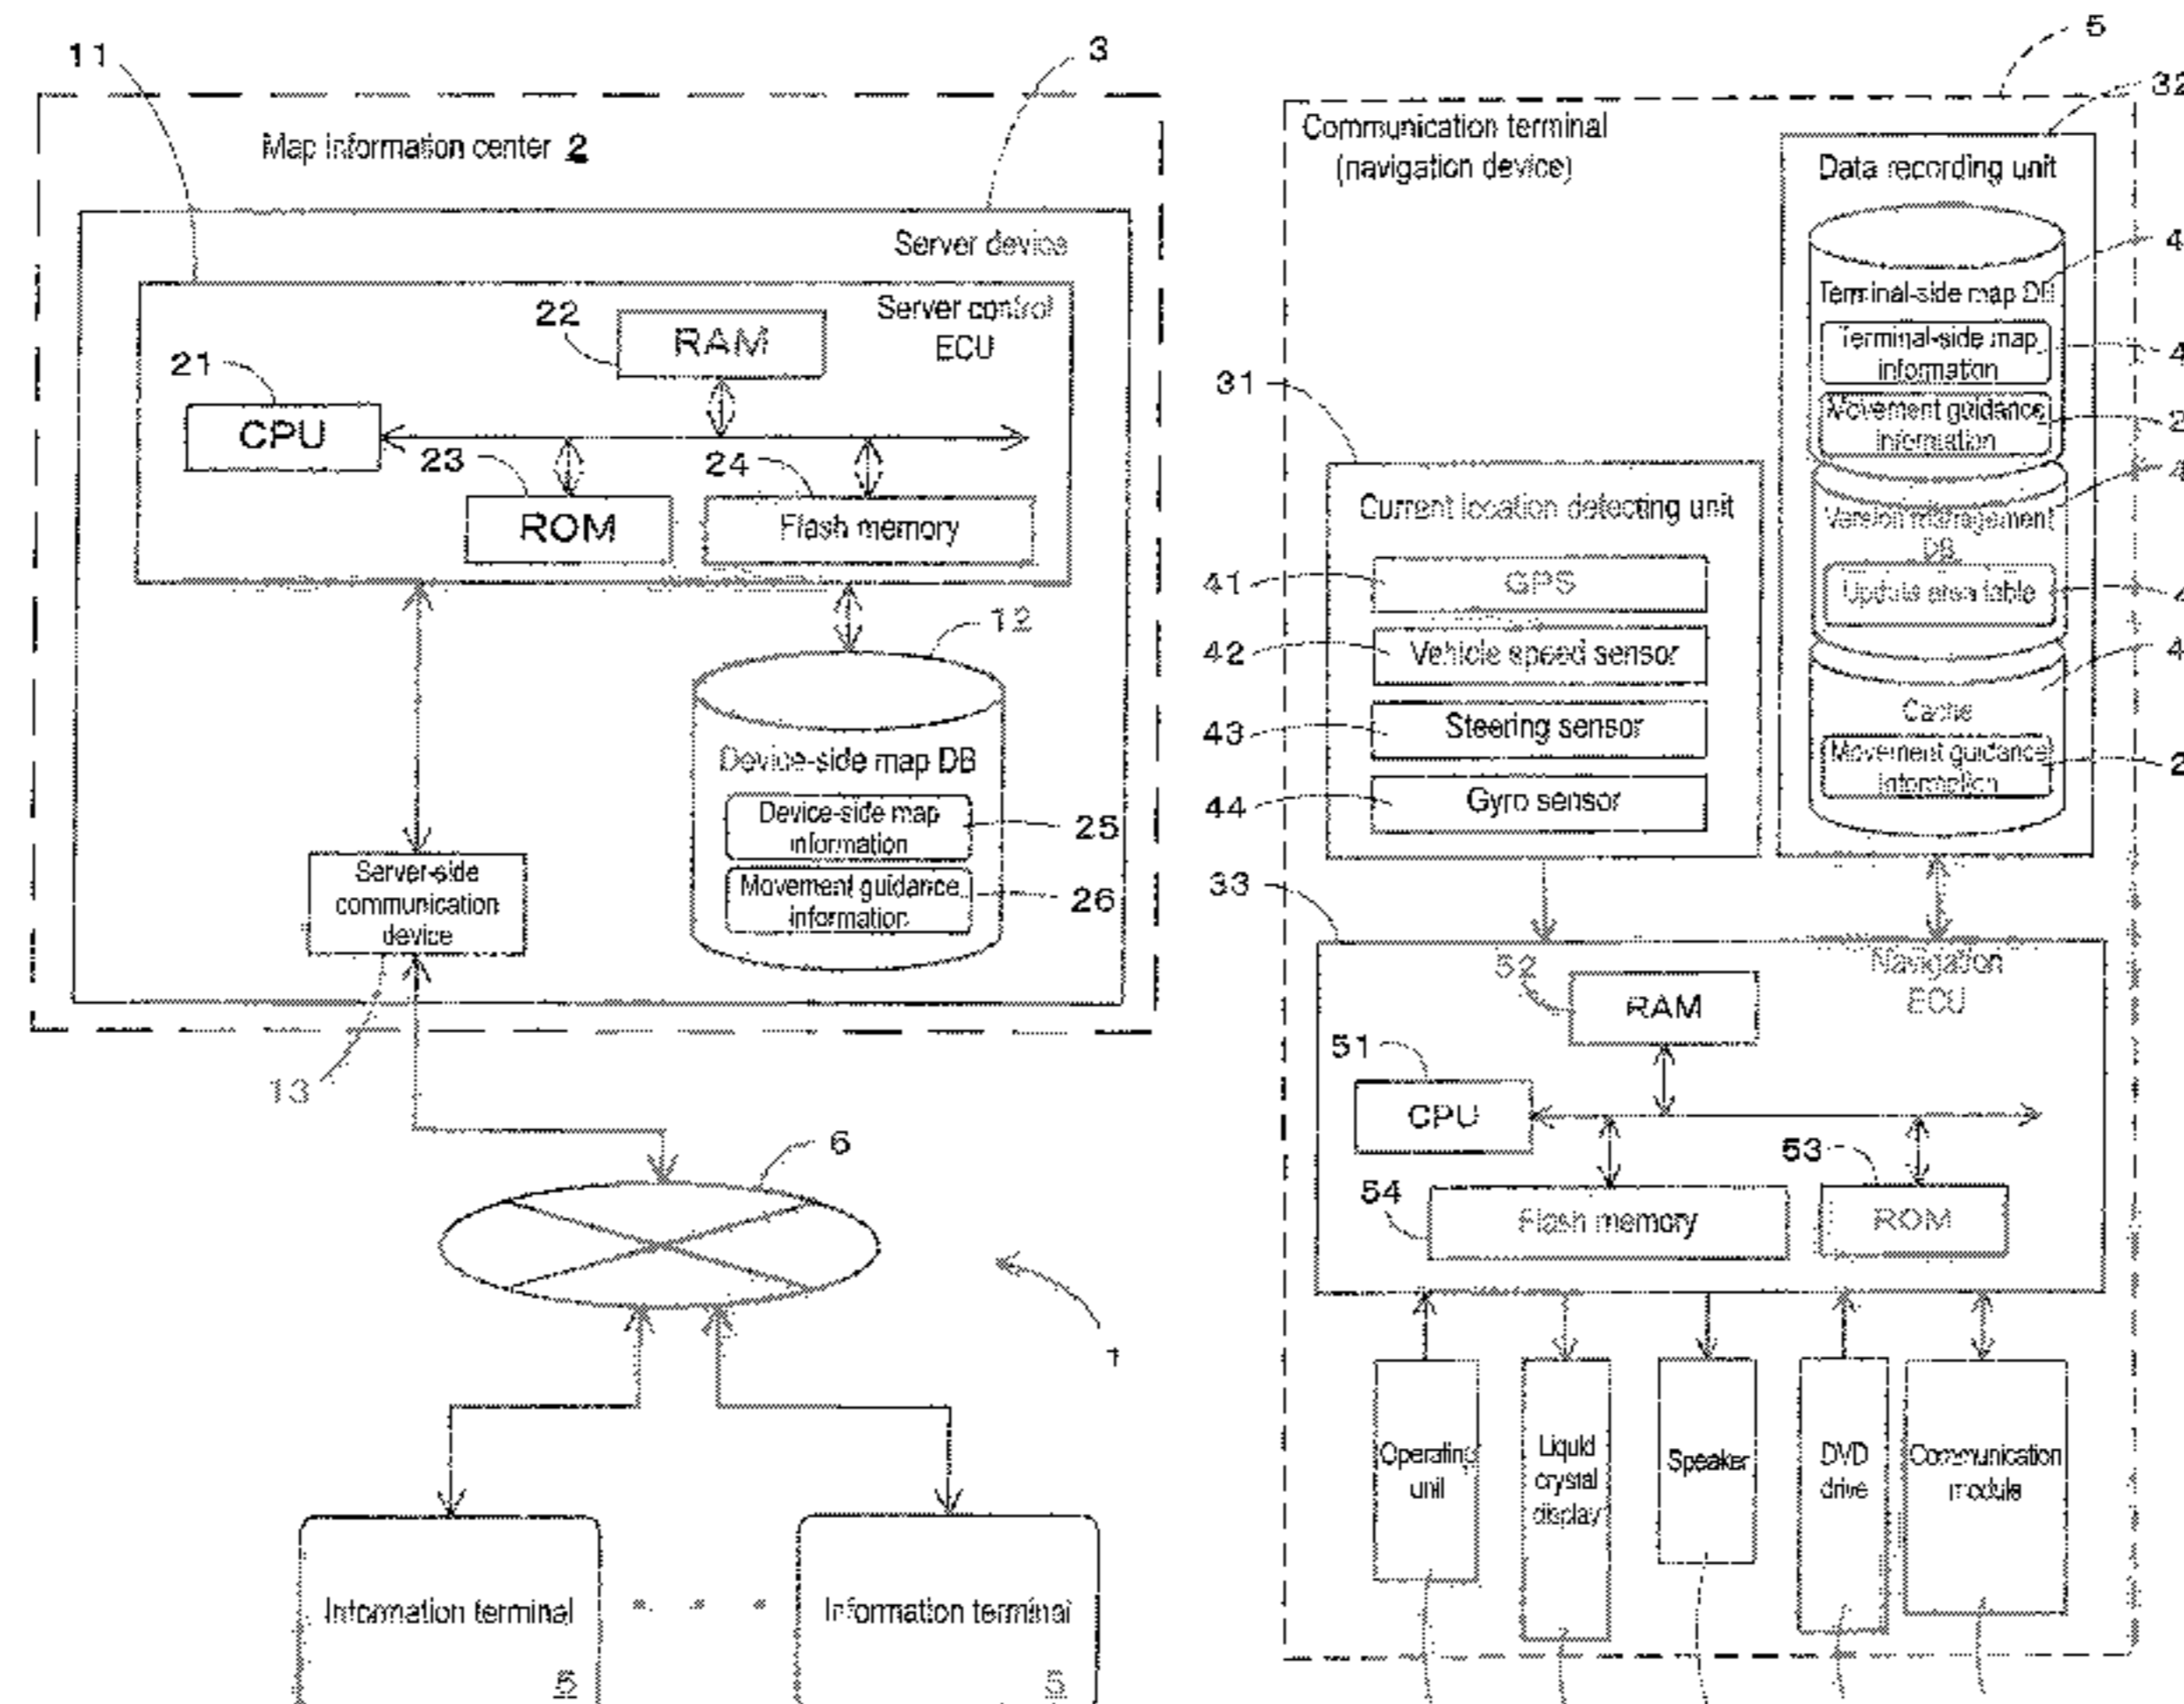 11
3
Map information center 2
Server device
Server control
ECU
22
RAM
21
CPU
23
24
ROM
Flash memory
12
Device-side map DB
Device-side map
information
25
Movement guidance
information
26
Server-side
communication
device
13
6
1
Information terminal
5
Information terminal
5
5
32
Communication terminal
(navigation device)
Data recording unit
Terminal-side map DB
Terminal-side map
information
Movement guidance
information
Version management
DB
Update area table
Cache
Movement guidance
information
31
Current location detecting unit
41
GPS
42
Vehicle speed sensor
43
Steering sensor
44
Gyro sensor
33
Navigation
ECU
52
RAM
51
CPU
53
54
Flash memory
ROM
Operating
unit
Liquid
crystal
display
Speaker
DVD
drive
Communication
module